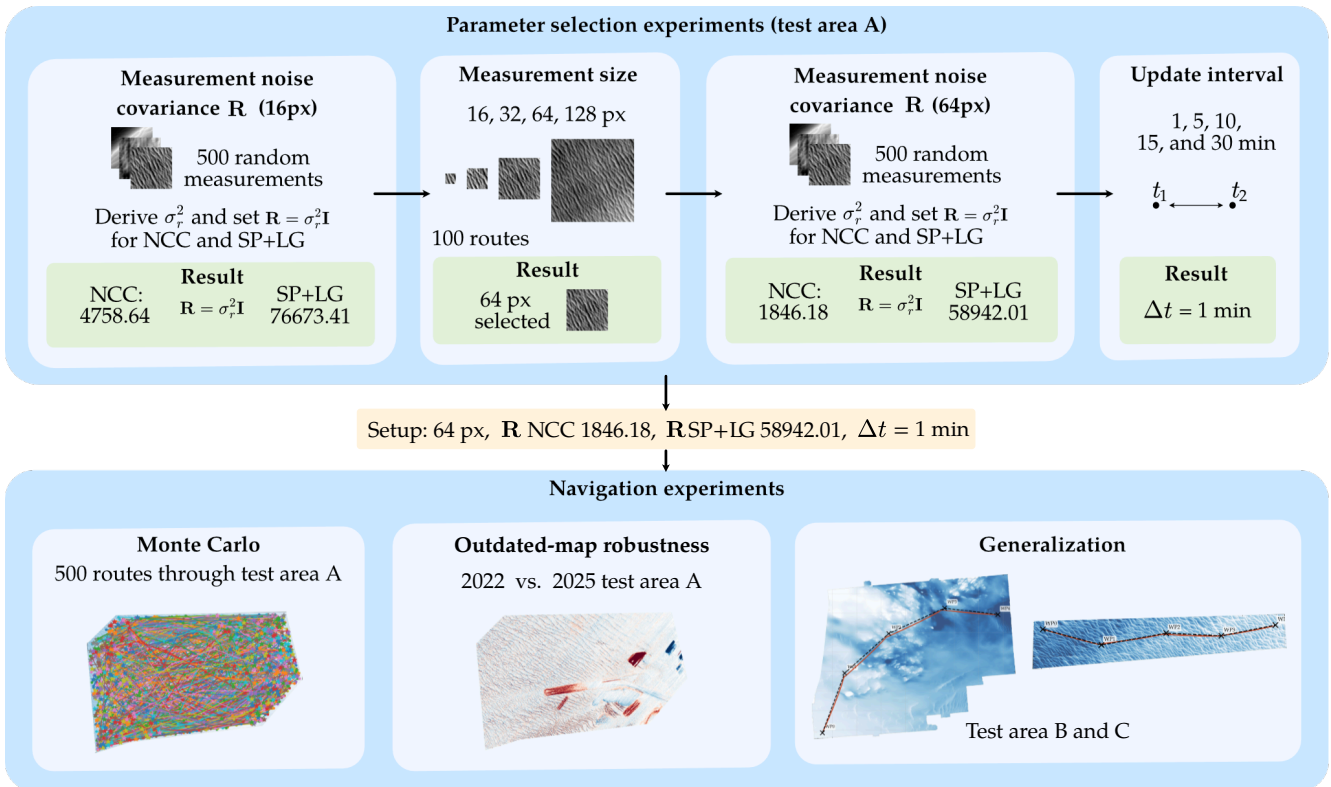 Parameter selection experiments (test area A)
Measurement noise
covariance R (16px)
500 random
measurements
Derive σ_r^2 and set R = σ_r^2 I
for NCC and SP+LG
Result
NCC:
4758.64
R = σ_r^2 I
SP+LG
76673.41
Measurement size
16, 32, 64, 128 px
100 routes
Result
64 px
selected
Measurement noise
covariance R (64px)
500 random
measurements
Derive σ_r^2 and set R = σ_r^2 I
for NCC and SP+LG
Result
NCC:
1846.18
R = σ_r^2 I
SP+LG
58942.01
Update interval
1, 5, 10,
15, and 30 min
t_1 t_2
Result
Δt = 1 min
Setup: 64 px, R NCC 1846.18, R SP+LG 58942.01, Δt = 1 min
Navigation experiments
Monte Carlo
500 routes through test area A
Outdated-map robustness
2022 vs. 2025 test area A
Generalization
WP0
WP2
WP3
Test area B and C